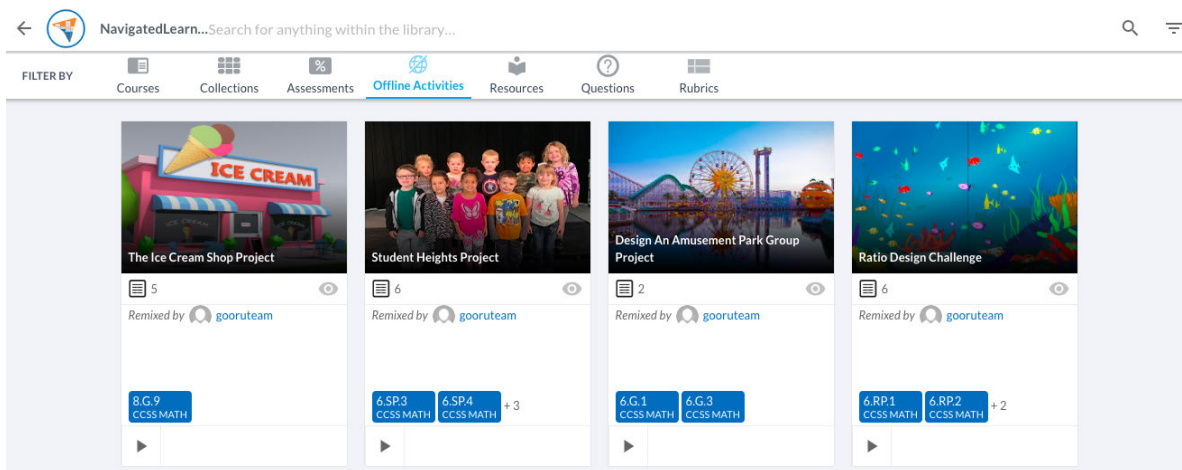 NavigatedLearn... Search for anything within the library...
FILTER BY
Courses
Collections
Assessments
Offline Activities
Resources
Questions
Rubrics
ICE CREAM
ICE CREAM
The Ice Cream Shop Project
5
Remixed by gooruteam
8.G.9
CCSS MATH
Student Heights Project
6
Remixed by gooruteam
6.SP.3
CCSS MATH
6.SP.4
CCSS MATH
+ 3
Design An Amusement Park Group
Project
2
Remixed by gooruteam
6.G.1
CCSS MATH
6.G.3
CCSS MATH
Ratio Design Challenge
6
Remixed by gooruteam
6.RP.1
CCSS MATH
6.RP.2
CCSS MATH
+ 2